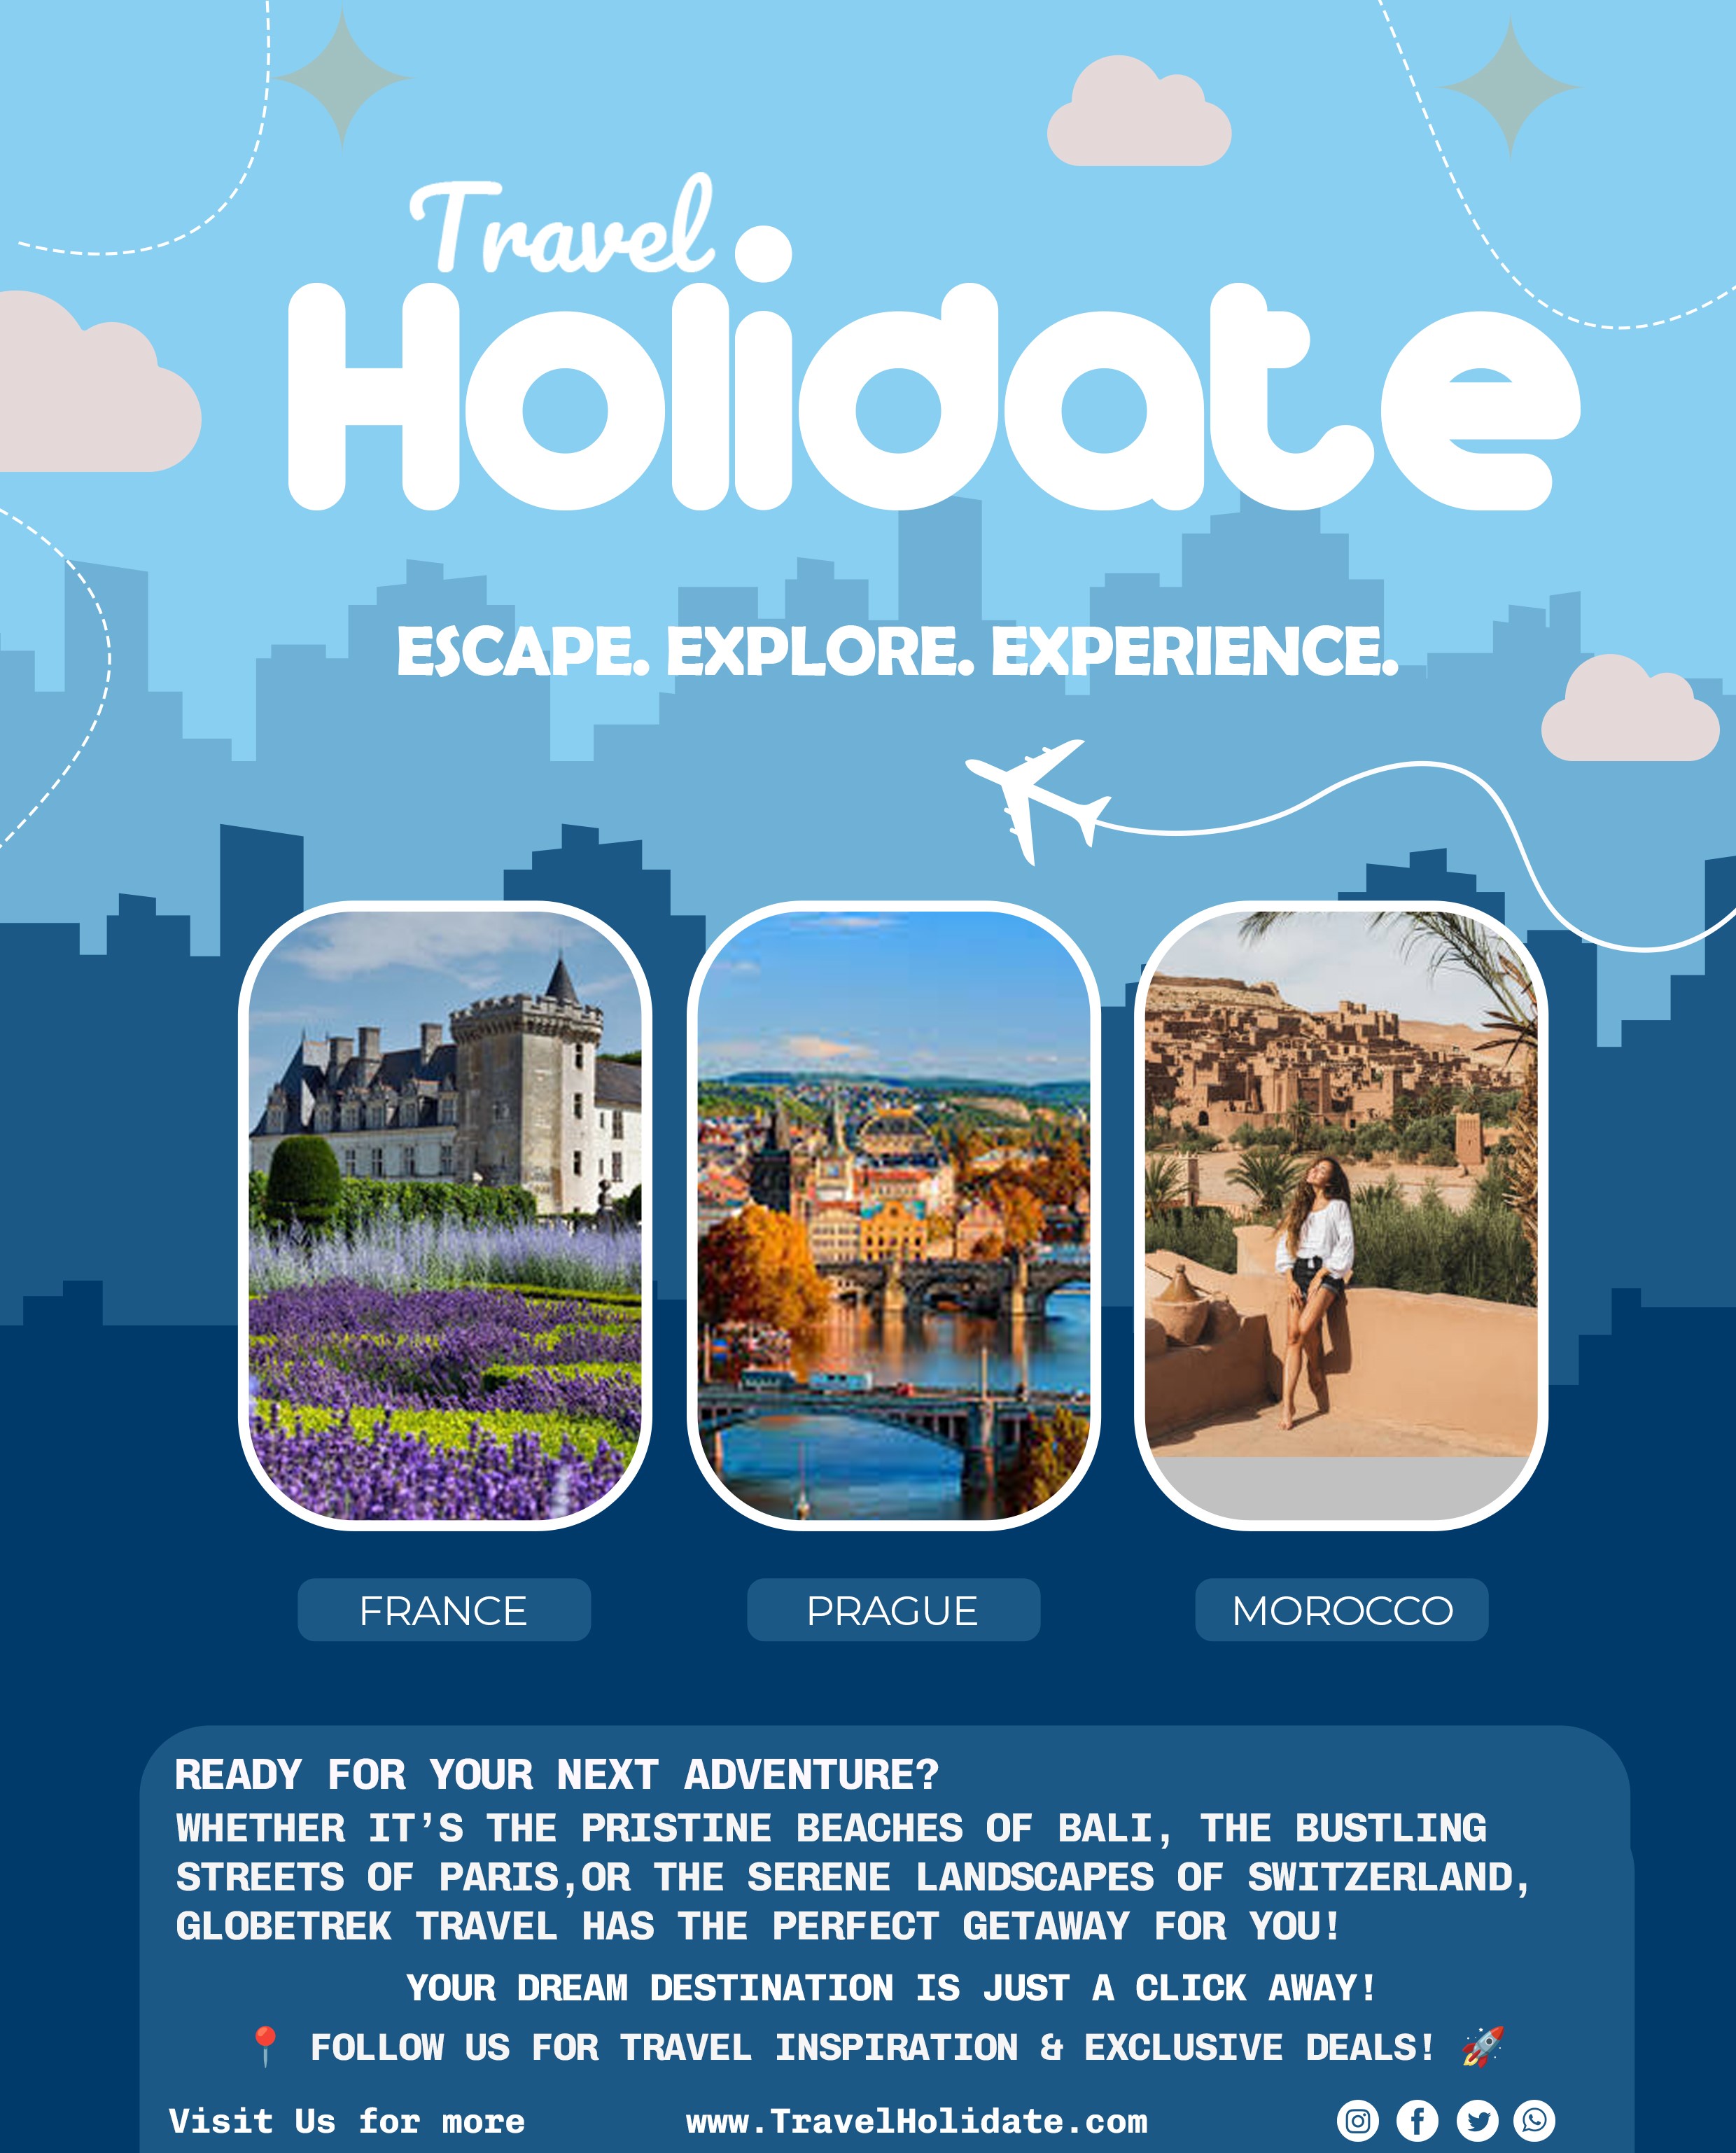 Travel
Holidate
ESCAPE. EXPLORE. EXPERIENCE.
FRANCE
PRAGUE
MOROCCO
READY FOR YOUR NEXT ADVENTURE?
WHETHER IT’S THE PRISTINE BEACHES OF BALI, THE BUSTLING
STREETS OF PARIS,OR THE SERENE LANDSCAPES OF SWITZERLAND,
GLOBETREK TRAVEL HAS THE PERFECT GETAWAY FOR YOU!
YOUR DREAM DESTINATION IS JUST A CLICK AWAY!
📍 FOLLOW US FOR TRAVEL INSPIRATION & EXCLUSIVE DEALS! 🚀
Visit Us for more www.TravelHolidate.com